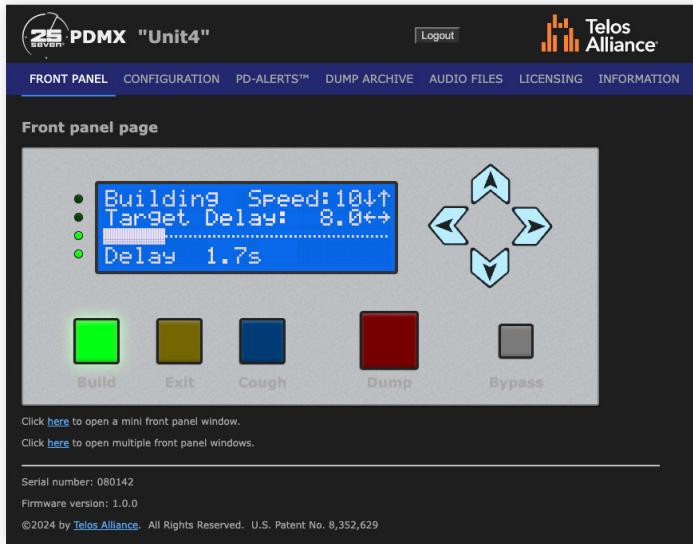 25 SEVEN PDMX "Unit4"
Logout
Telos
Alliance
FRONT PANEL CONFIGURATION PD-ALERTS™ DUMP ARCHIVE AUDIO FILES LICENSING INFORMATION
Front panel page
Building Speed:10↓↑
Target Delay: 8.0←→
Delay 1.7s
Build Exit Cough Dump Bypass
Click here to open a mini front panel window.
Click here to open multiple front panel windows.
Serial number: 080142
Firmware version: 1.0.0
©2024 by Telos Alliance. All Rights Reserved. U.S. Patent No. 8,352,629